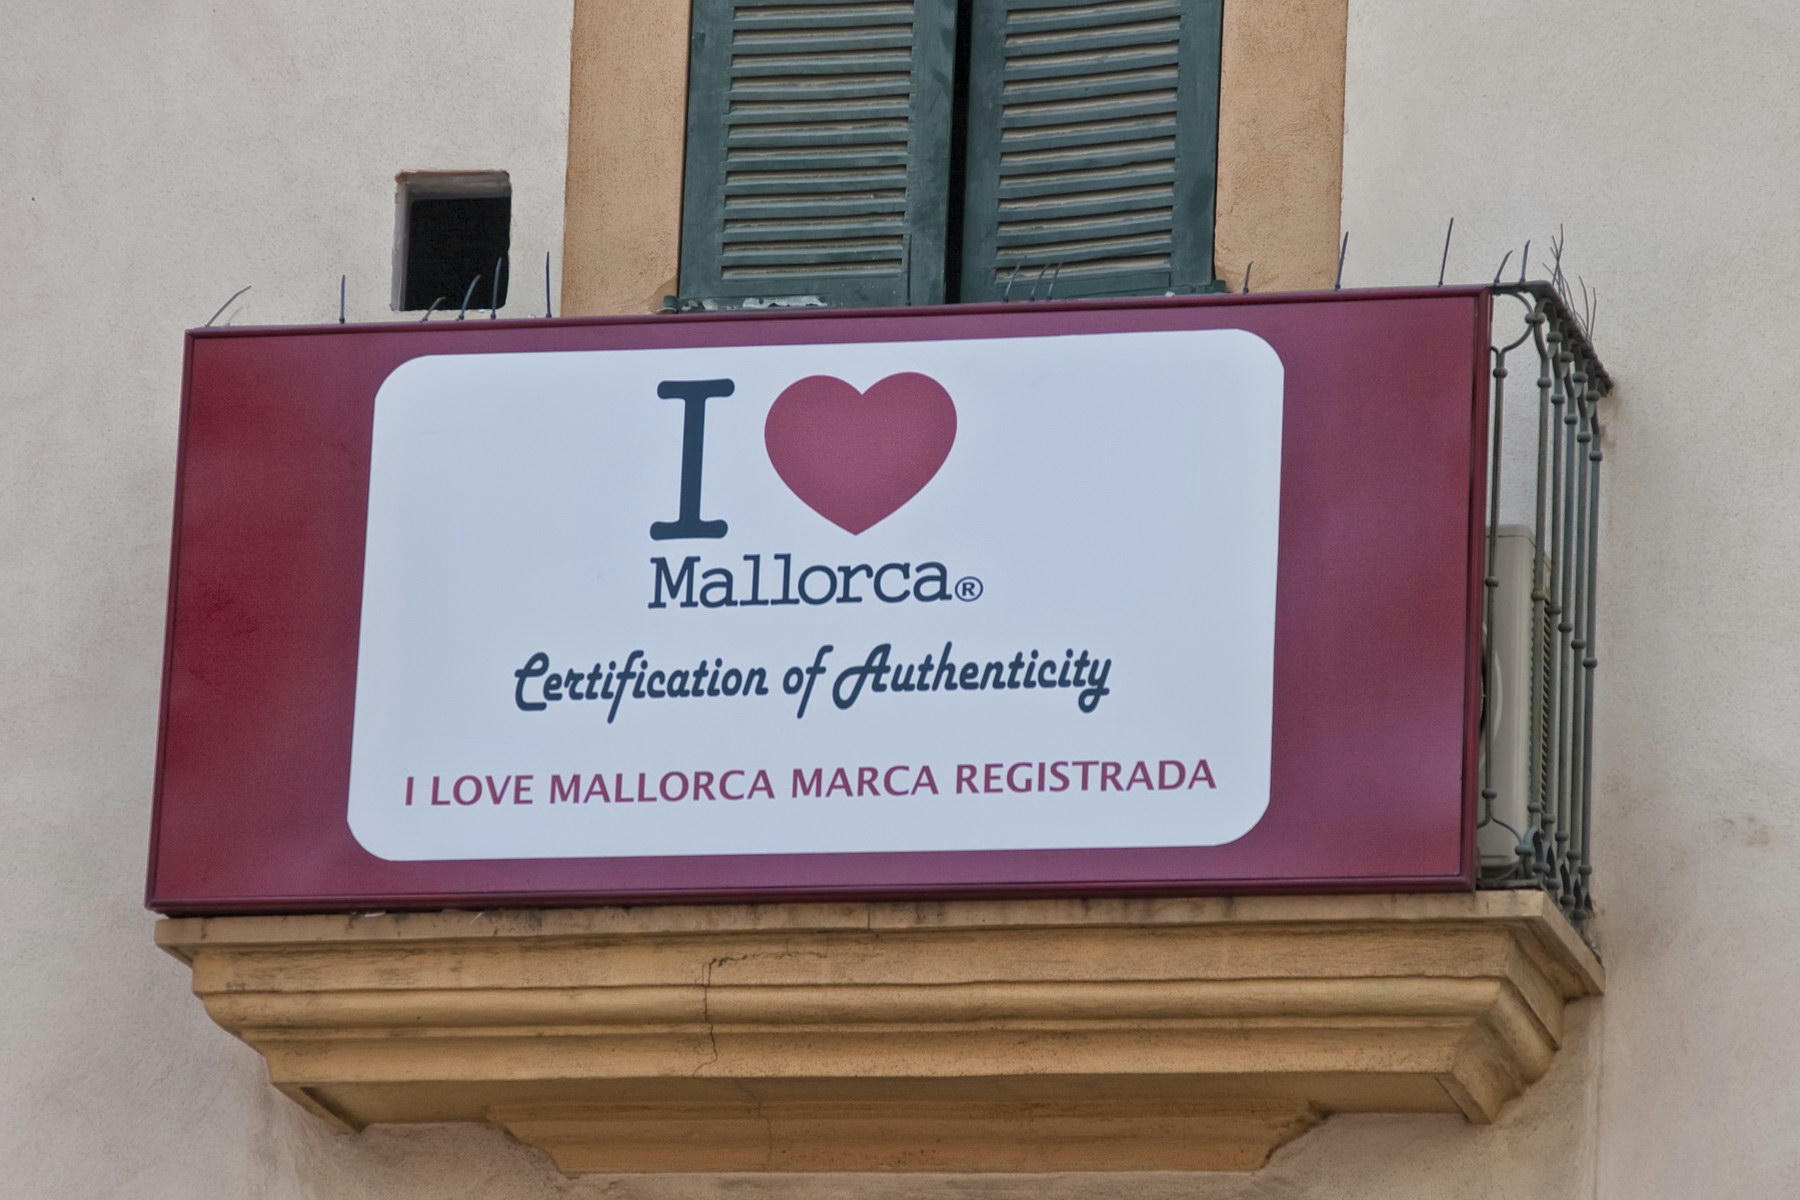 I ♥
Mallorca®
Certification of Authenticity
I LOVE MALLORCA MARCA REGISTRADA